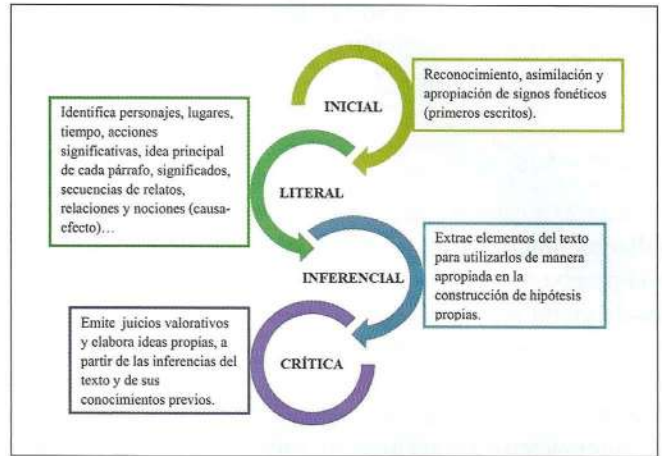 INICIAL
Reconocimiento, asimilación y
apropiación de signos fonéticos
(primeros escritos).
Identifica personajes, lugares,
tiempo, acciones
significativas, idea principal
de cada párrafo, significados,
secuencias de relatos,
relaciones y nociones (causa-
efecto)…
LITERAL
INFERENCIAL
Extrae elementos del texto
para utilizarlos de manera
apropiada en la
construcción de hipótesis
propias.
Emite juicios valorativos
y elabora ideas propias, a
partir de las inferencias del
texto y de sus
conocimientos previos.
CRÍTICA